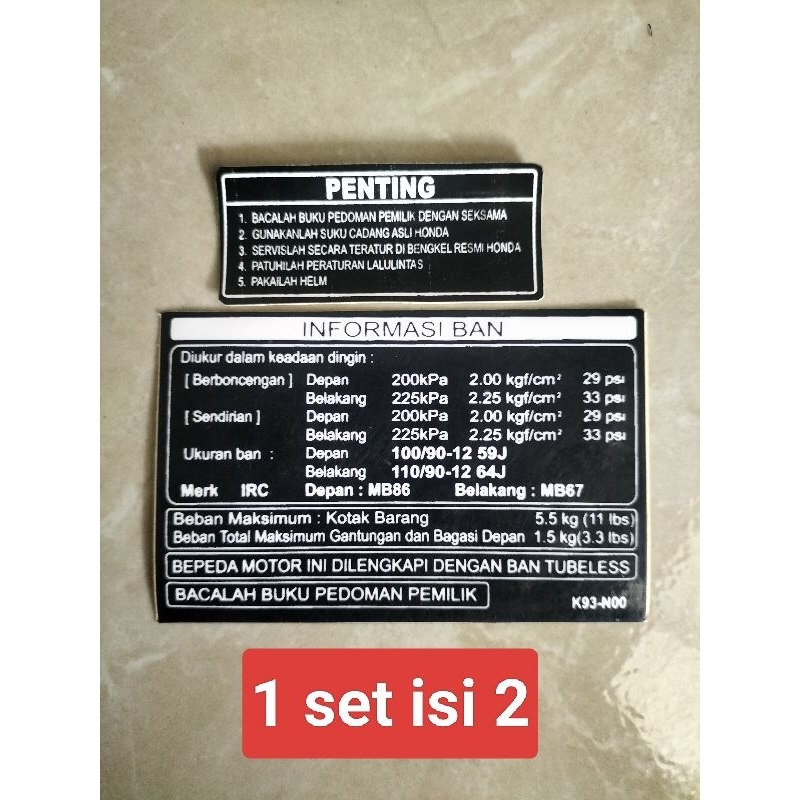 PENTING
1. BACALAH BUKU PEDOMAN PEMILIK DENGAN SEKSAMA
2. GUNAKANLAH SUKU CADANG ASLI HONDA
3. SERVISLAH SECARA TERATUR DI BENGKEL RESMI HONDA
4. PATUHILAH PERATURAN LALULINTAS
5. PAKAILAH HELM
INFORMASI BAN
Diukur dalam keadaan dingin :
[ Berboncengan ] Depan 200kPa 2.00 kgf/cm² 29 psi
Belakang 225kPa 2.25 kgf/cm² 33 psi
[ Sendirian ] Depan 200kPa 2.00 kgf/cm² 29 psi
Belakang 225kPa 2.25 kgf/cm² 33 psi
Ukuran ban : Depan 100/90-12 59J
Belakang 110/90-12 64J
Merk IRC Depan : MB86 Belakang : MB67
Beban Maksimum : Kotak Barang 5.5 kg (11 lbs)
Beban Total Maksimum Gantungan dan Bagasi Depan 1.5 kg(3.3 lbs)
BEPEDA MOTOR INI DILENGKAPI DENGAN BAN TUBELESS
BACALAH BUKU PEDOMAN PEMILIK
K93-N00
1 set isi 2